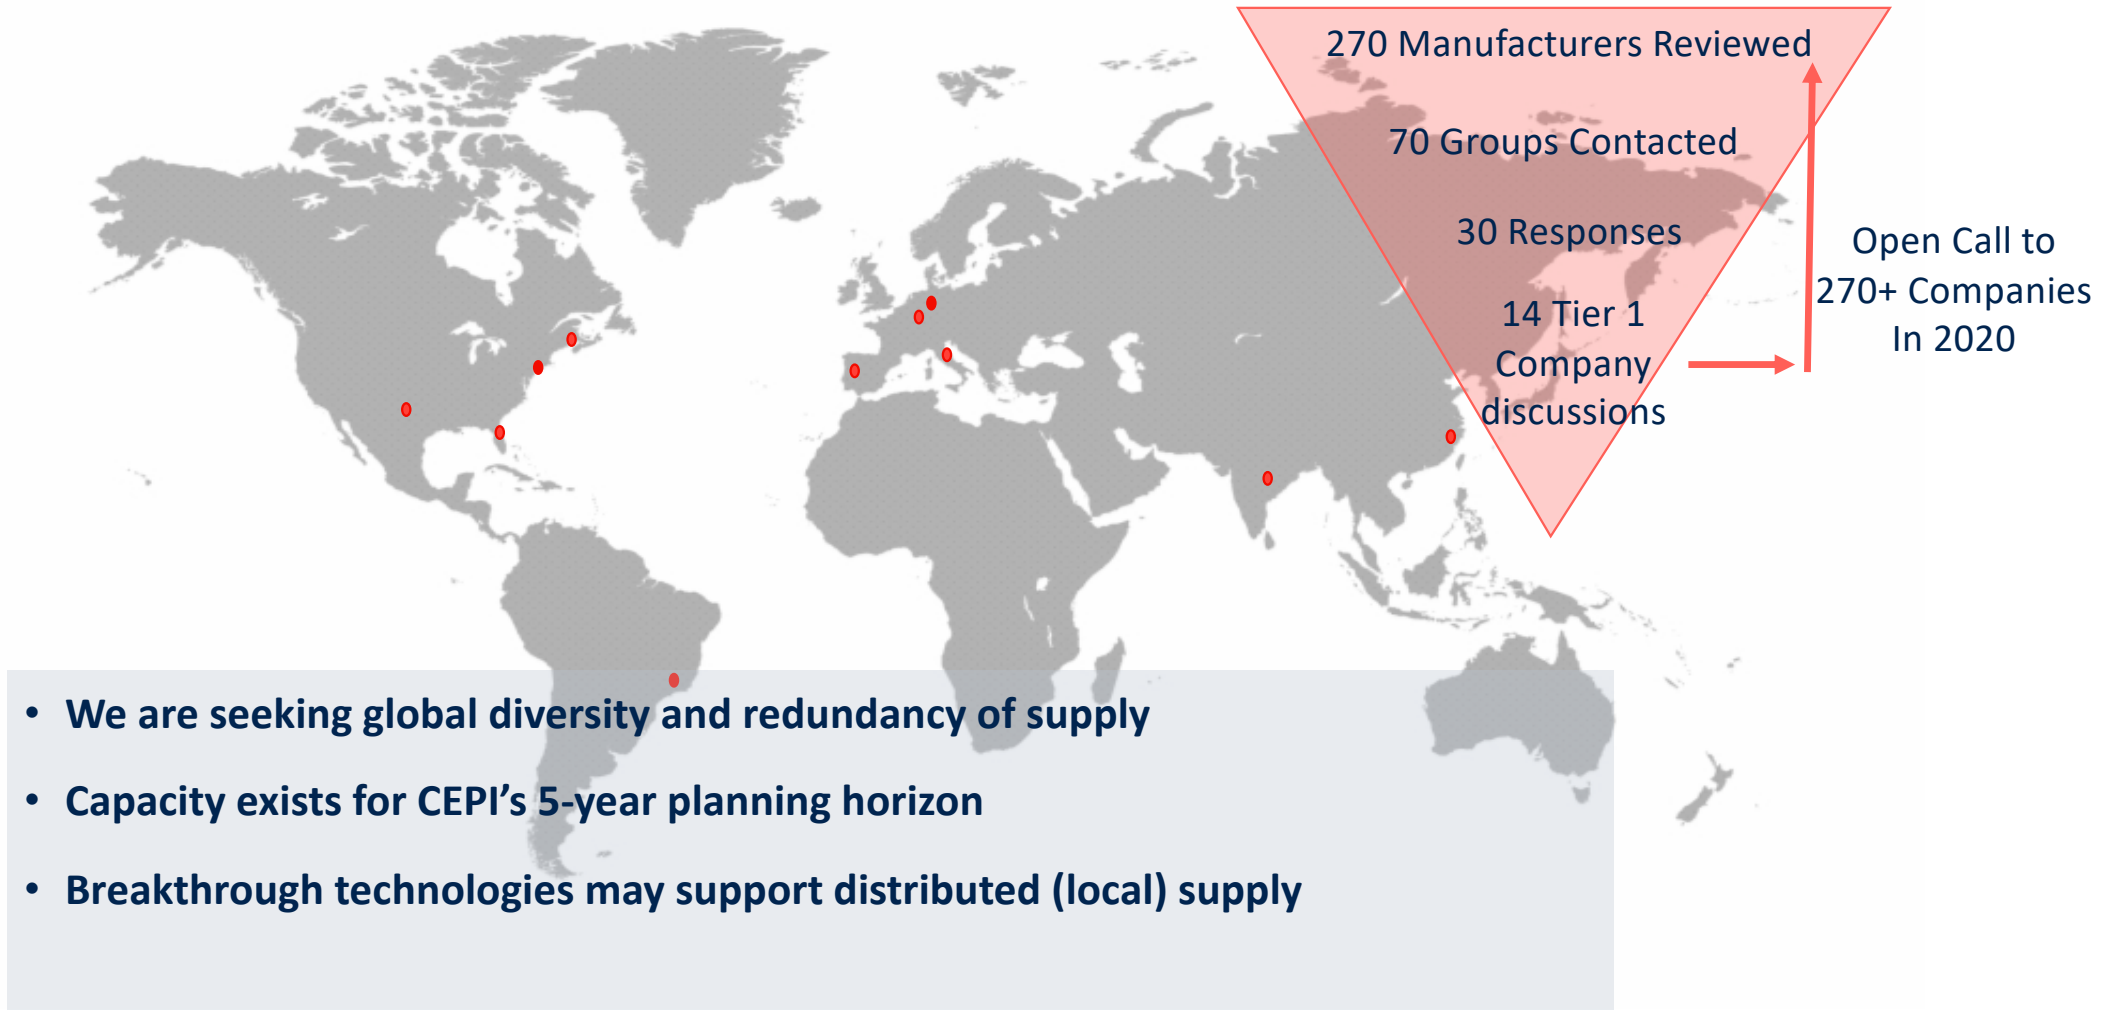 270 Manufacturers Reviewed
70 Groups Contacted
30 Responses
14 Tier 1
Company
discussions
Open Call to
270+ Companies
In 2020
• We are seeking global diversity and redundancy of supply
• Capacity exists for CEPI’s 5-year planning horizon
• Breakthrough technologies may support distributed (local) supply